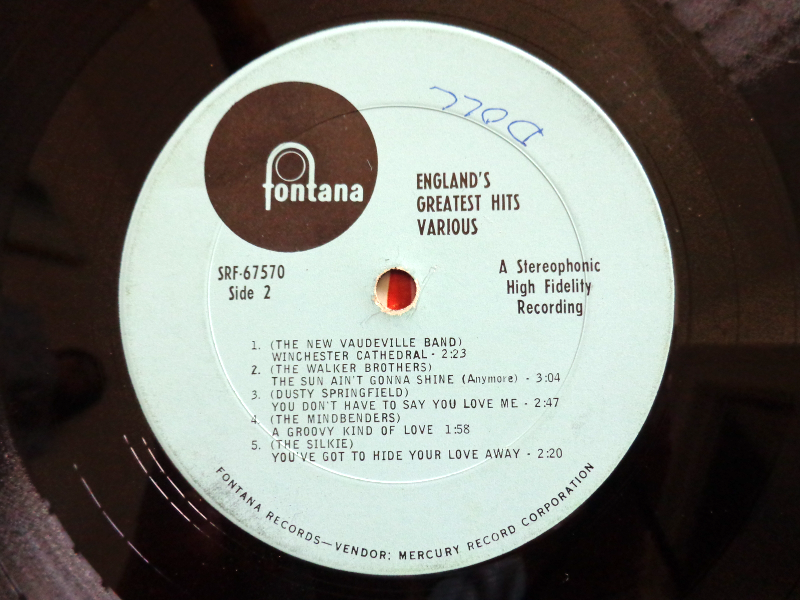 DOLL
fontana
ENGLAND'S
GREATEST HITS
VARIOUS
SRF-67570
Side 2
A Stereophonic
High Fidelity
Recording
1. (THE NEW VAUDEVILLE BAND)
WINCHESTER CATHEDRAL - 2:23
2. (THE WALKER BROTHERS)
THE SUN AIN'T GONNA SHINE (Anymore) - 3:04
3. (DUSTY SPRINGFIELD)
YOU DON'T HAVE TO SAY YOU LOVE ME - 2:47
4. (THE MINDBENDERS)
A GROOVY KIND OF LOVE 1:58
5. (THE SILKIE)
YOU'VE GOT TO HIDE YOUR LOVE AWAY - 2:20
FONTANA RECORDS—VENDOR: MERCURY RECORD CORPORATION